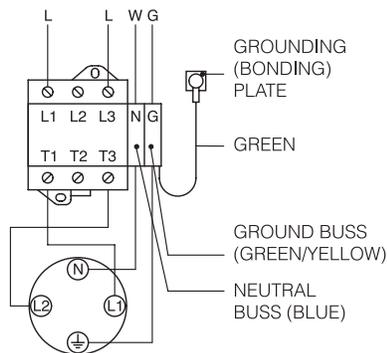 L L W G
GROUNDING
(BONDING)
PLATE
L1 L2 L3 N G
T1 T2 T3
GREEN
GROUND BUSS
(GREEN/YELLOW)
NEUTRAL
BUSS (BLUE)
N
L2 L1